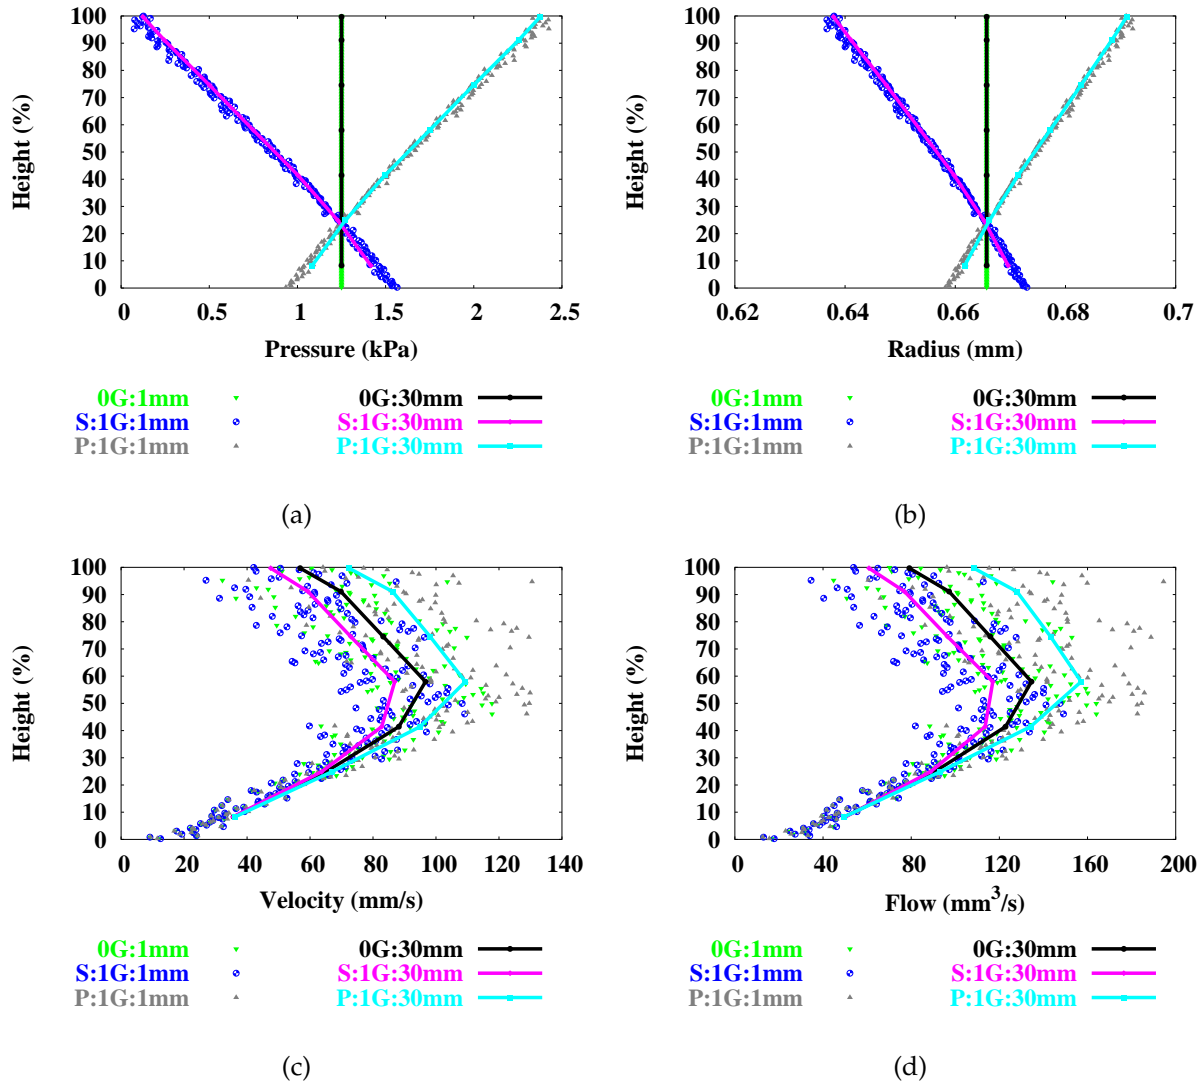 100
90
80
70
60
50
40
30
20
10
0
Height (%)
0 0.5 1 1.5 2 2.5
Pressure (kPa)
0G:1mm 0G:30mm
S:1G:1mm S:1G:30mm
P:1G:1mm P:1G:30mm
(a)
100
90
80
70
60
50
40
30
20
10
0
Height (%)
0.62 0.64 0.66 0.68 0.7
Radius (mm)
0G:1mm 0G:30mm
S:1G:1mm S:1G:30mm
P:1G:1mm P:1G:30mm
(b)
100
90
80
70
60
50
40
30
20
10
0
Height (%)
0 20 40 60 80 100 120 140
Velocity (mm/s)
0G:1mm 0G:30mm
S:1G:1mm S:1G:30mm
P:1G:1mm P:1G:30mm
(c)
100
90
80
70
60
50
40
30
20
10
0
Height (%)
0 40 80 120 160 200
Flow (mm³/s)
0G:1mm 0G:30mm
S:1G:1mm S:1G:30mm
P:1G:1mm P:1G:30mm
(d)